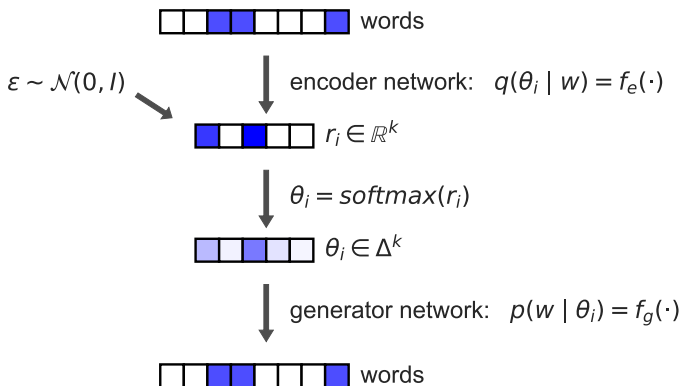 words
encoder network: q(θᵢ | w) = fₑ(·)
ε ∼ 𝒩(0, I)
rᵢ ∈ ℝᵏ
θᵢ = softmax(rᵢ)
θᵢ ∈ Δᵏ
generator network: p(w | θᵢ) = f_g(·)
words